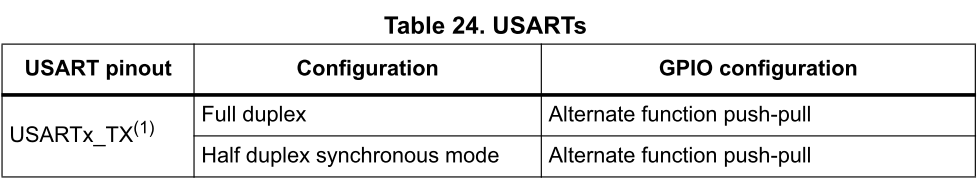 Table 24. USARTs
USART pinout Configuration GPIO configuration
USARTx_TX(1)
Full duplex Alternate function push-pull
Half duplex synchronous mode Alternate function push-pull